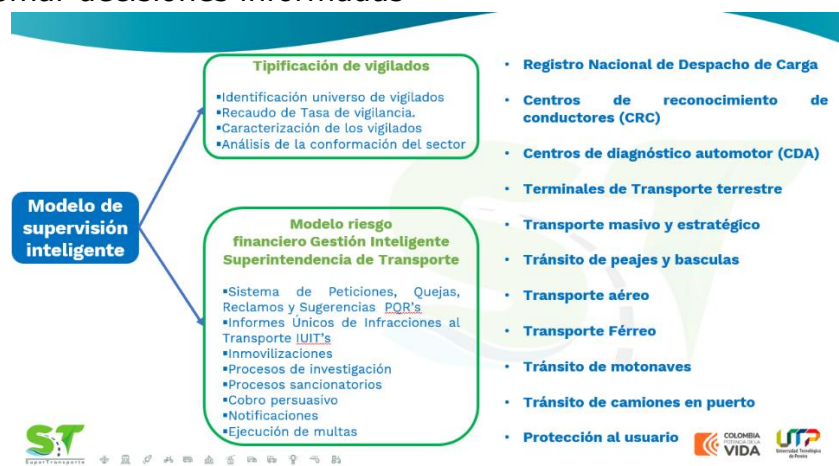 tomar decisiones informadas
Tipificación de vigilados
▪Identificación universo de vigilados
▪Recaudo de Tasa de vigilancia.
▪Caracterización de los vigilados
▪Análisis de la conformación del sector
Modelo de
supervisión
inteligente
Modelo riesgo
financiero Gestión Inteligente
Superintendencia de Transporte
▪Sistema de Peticiones, Quejas,
Reclamos y Sugerencias PQR's
▪Informes Únicos de Infracciones al
Transporte IUIT's
▪Inmovilizaciones
▪Procesos de investigación
▪Procesos sancionatorios
▪Cobro persuasivo
▪Notificaciones
▪Ejecución de multas
• Registro Nacional de Despacho de Carga
• Centros de reconocimiento de
conductores (CRC)
• Centros de diagnóstico automotor (CDA)
• Terminales de Transporte terrestre
• Transporte masivo y estratégico
• Tránsito de peajes y basculas
• Transporte aéreo
• Transporte Férreo
• Tránsito de motonaves
• Tránsito de camiones en puerto
• Protección al usuario
ST
SuperTransporte
COLOMBIA
POTENCIA DE LA
VIDA
UTP
Universidad Tecnológica
de Pereira